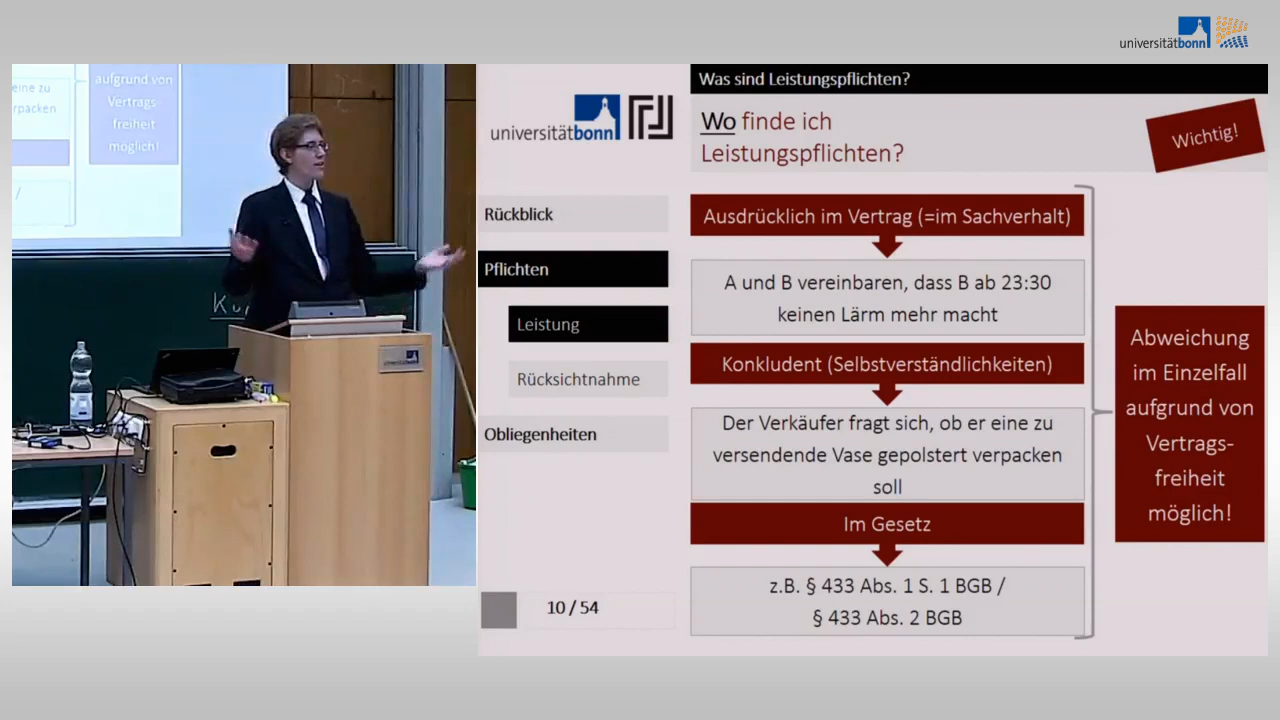 universitätbonn
eine zu
rpacken
/
aufgrund von
Vertrags-
freiheit
möglich!
universitätbonn
Rückblick
Pflichten
Leistung
Rücksichtnahme
Obliegenheiten
10 / 54
Was sind Leistungspflichten?
Wo finde ich
Leistungspflichten?
Wichtig!
Ausdrücklich im Vertrag (=im Sachverhalt)
A und B vereinbaren, dass B ab 23:30
keinen Lärm mehr macht
Konkludent (Selbstverständlichkeiten)
Der Verkäufer fragt sich, ob er eine zu
versendende Vase gepolstert verpacken
soll
Im Gesetz
z.B. § 433 Abs. 1 S. 1 BGB /
§ 433 Abs. 2 BGB
Abweichung
im Einzelfall
aufgrund von
Vertrags-
freiheit
möglich!